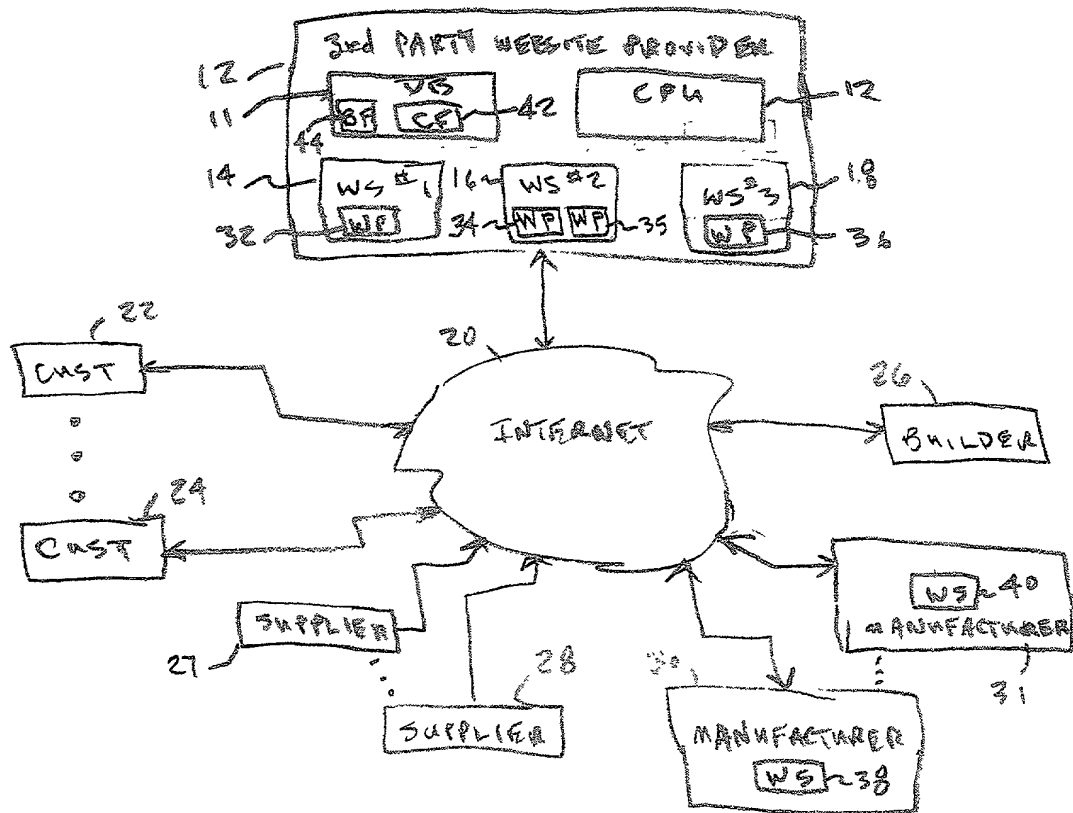 3rd PARTY WEBSITE PROVIDER
12
DB
CPU
11
BF
CF
42
12
44
14
WS #1
16
WS #2
WS #3
18
32
WP
34
WP WP
35
WP
36
22
20
CUST
INTERNET
26
BUILDER
24
CUST
WS
40
SUPPLIER
MANUFACTURER
27
28
30
31
SUPPLIER
MANUFACTURER
WS
38